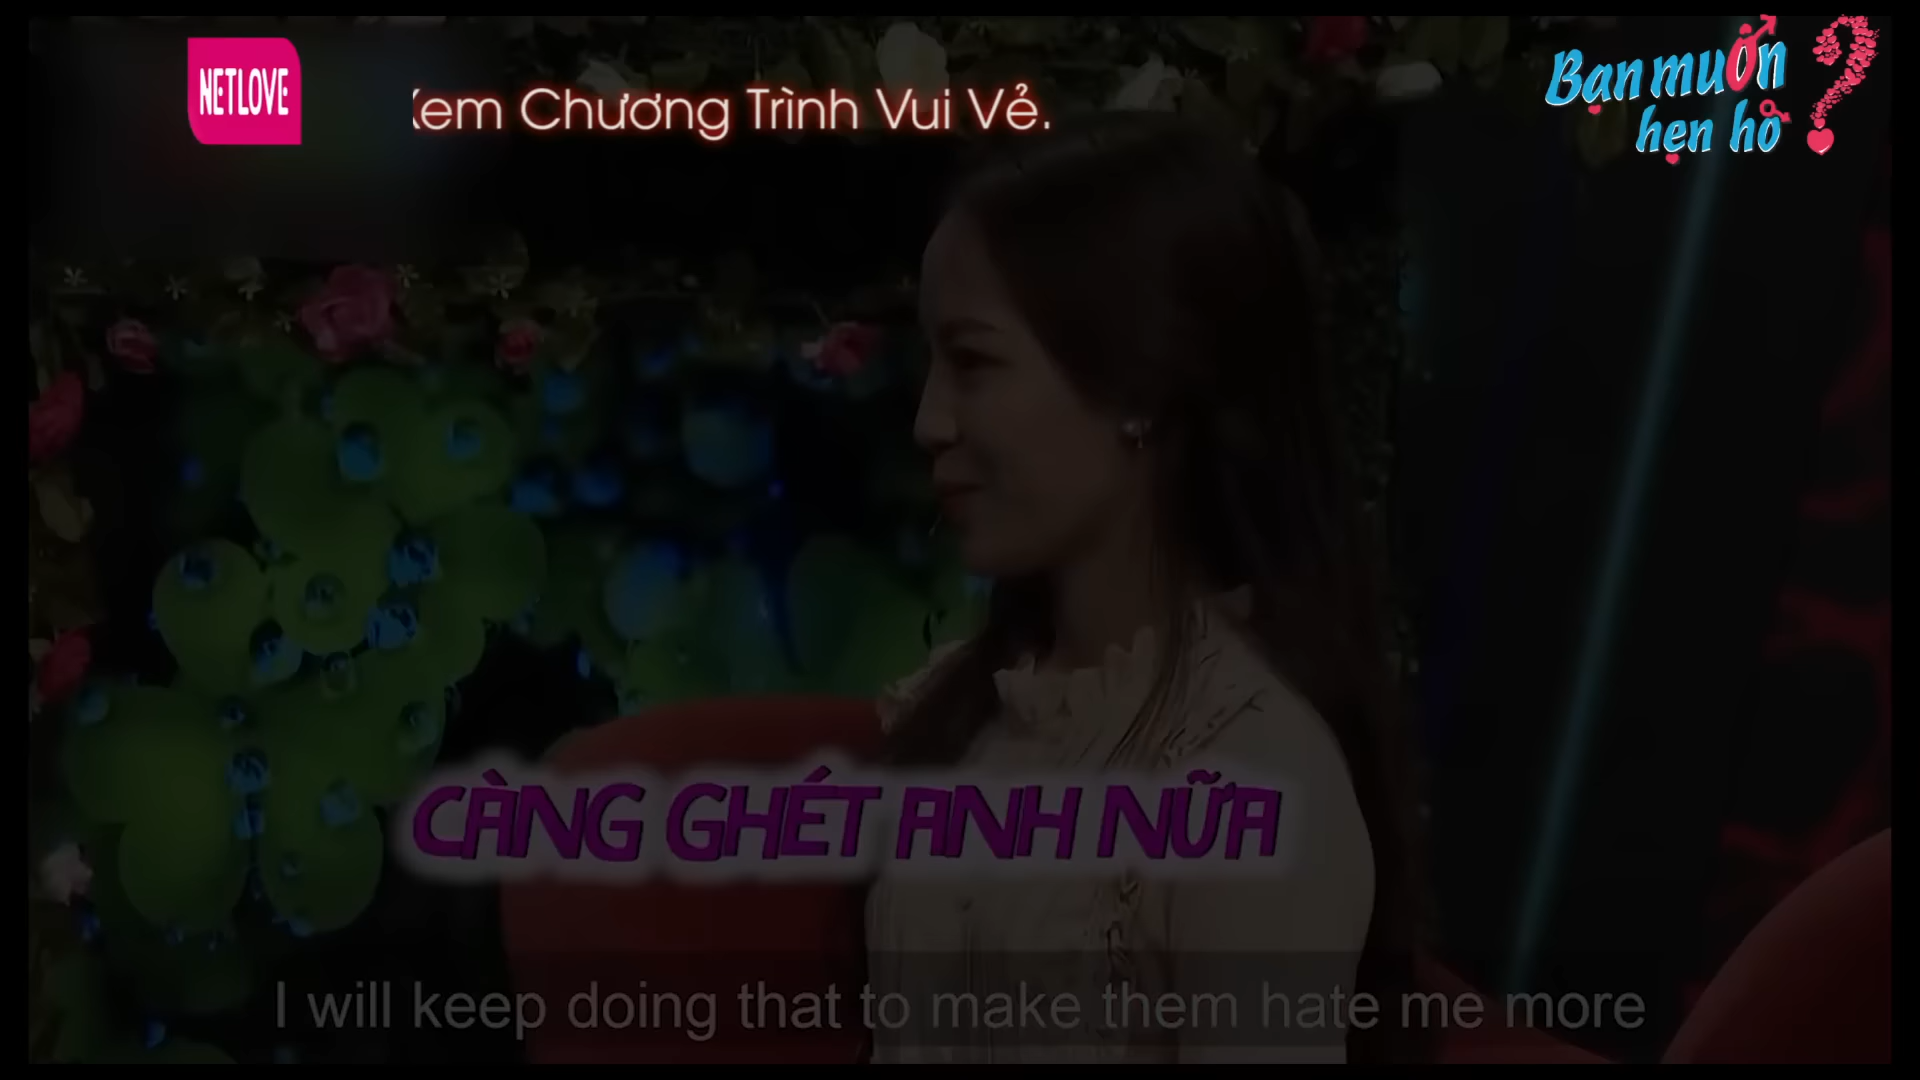 NETLOVE
Xem Chương Trình Vui Vẻ.
Bạn muốn
hẹn hò ?
CÀNG GHÉT ANH NỮA
I will keep doing that to make them hate me more